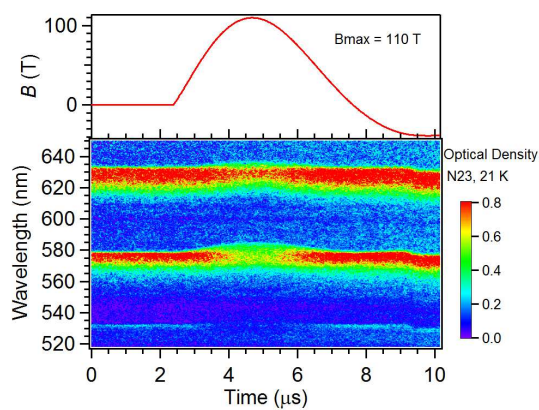 100
Bmax = 110 T
B (T)
0
640
Optical Density
620
N23, 21 K
600
0.8
Wavelength (nm)
580
0.6
560
0.4
540
0.2
520
0.0
0 2 4 6 8 10
Time (μs)